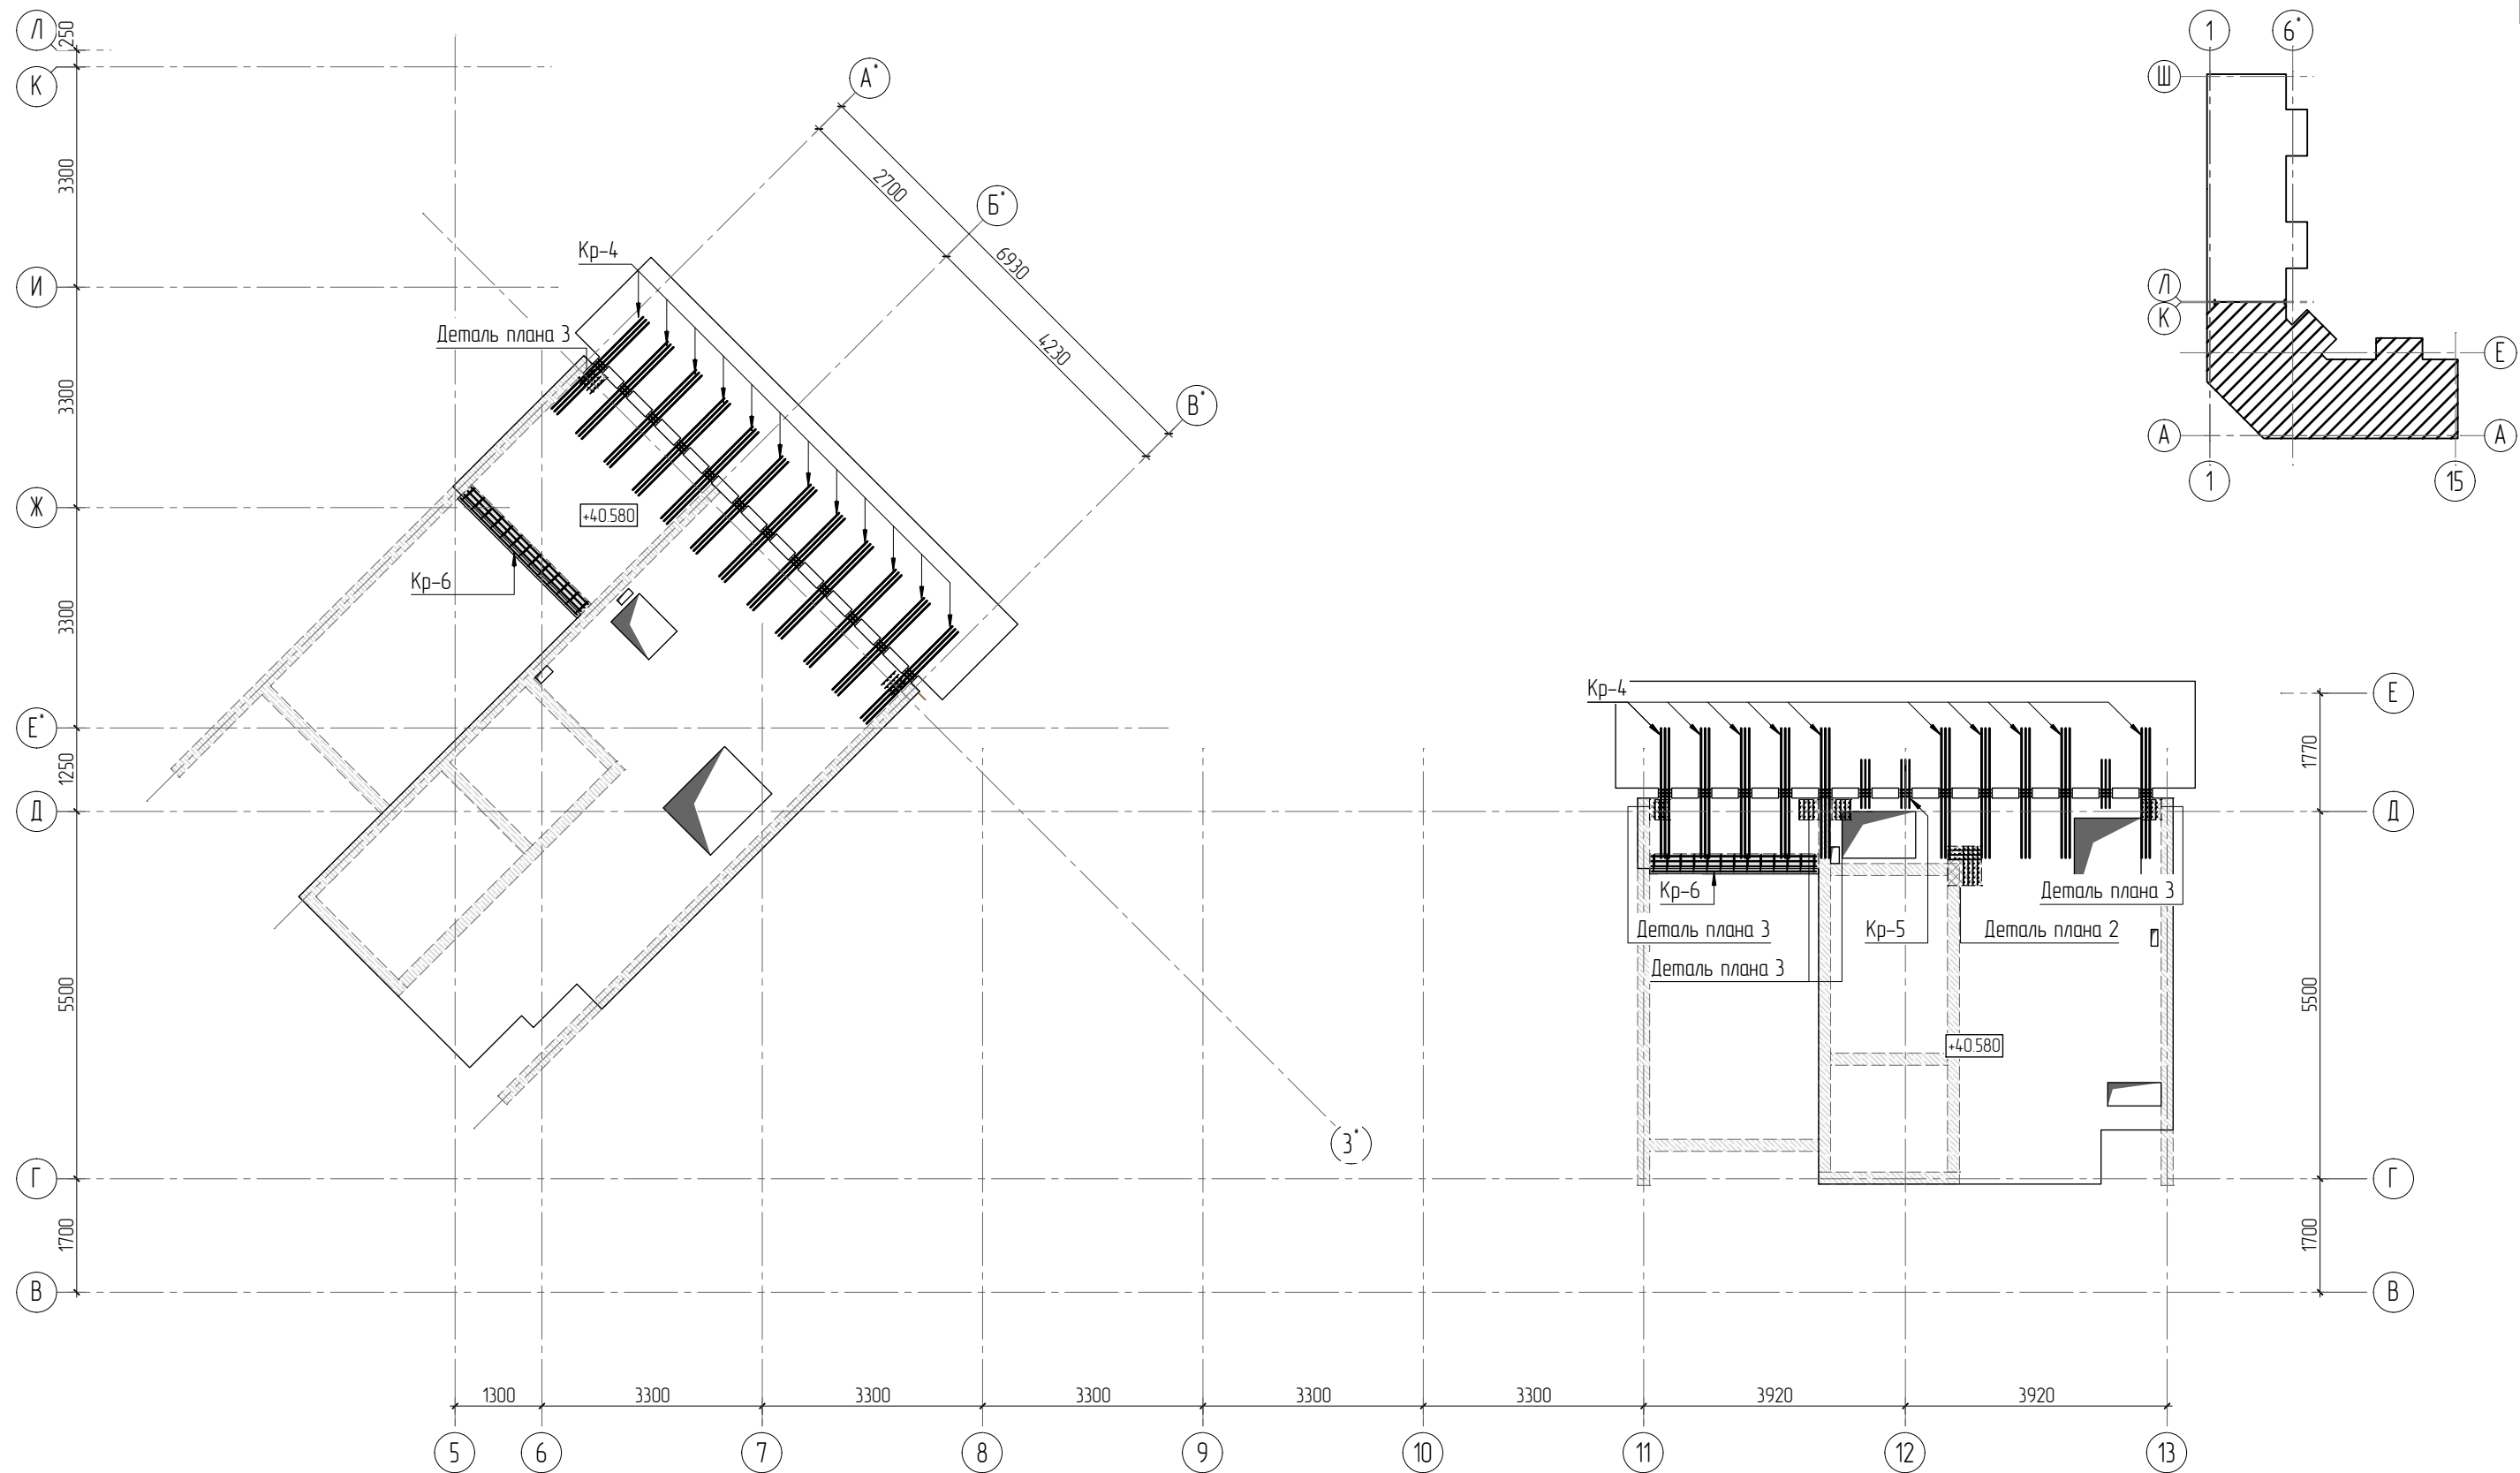 Л
250
К
3300
И
3300
Ж
3300
Е*
1250
Д
5500
Г
1700
В
А*
Б*
В*
2700
6930
4230
Кр-4
Деталь плана 3
+40.580
Кр-6
3*
1
6*
Ш
Л
К
Е
А
А
1
15
Кр-4
Е
1770
Д
Кр-6
Деталь плана 3
Деталь плана 3
Кр-5
Деталь плана 2
Деталь плана 3
5500
+40.580
Г
1700
В
1300
3300
3300
3300
3300
3300
3920
3920
5
6
7
8
9
10
11
12
13